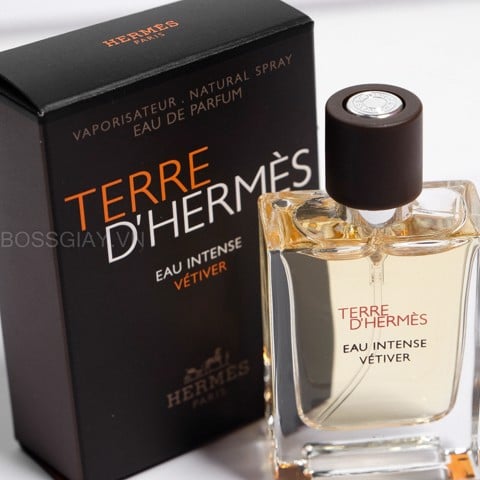 HERMÈS
PARIS
VAPORISATEUR . NATURAL SPRAY
EAU DE PARFUM
TERRE
D'HERMÈS
EAU INTENSE
VÉTIVER
HERMÈS
PARIS
BOSSGIAY.VN
TERRE
D'HERMÈS
EAU INTENSE
VÉTIVER